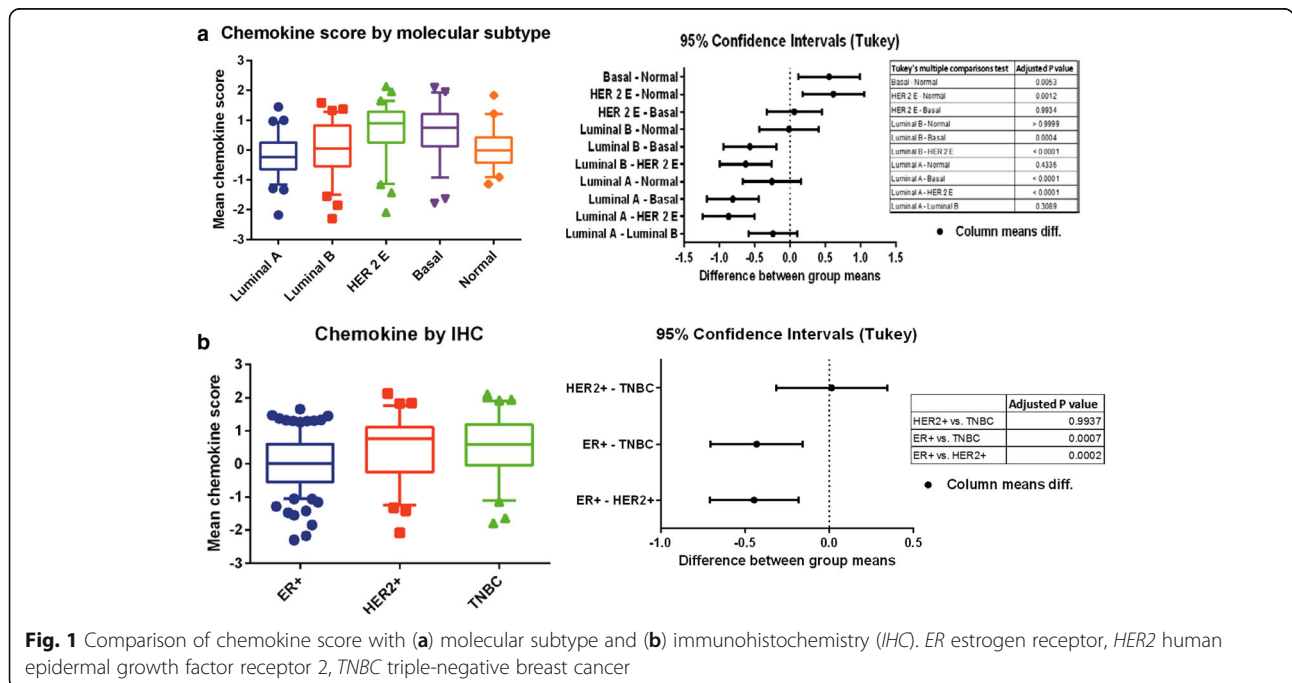 a Chemokine score by molecular subtype
Mean chemokine score
3
2
1
0
-1
-2
-3
Luminal A
Luminal B
HER 2 E
Basal
Normal
95% Confidence Intervals (Tukey)
Basal - Normal
HER 2 E - Normal
HER 2 E - Basal
Luminal B - Normal
Luminal B - Basal
Luminal B - HER 2 E
Luminal A - Normal
Luminal A - Basal
Luminal A - HER 2 E
Luminal A - Luminal B
-1.5 -1.0 -0.5 0.0 0.5 1.0 1.5
Difference between group means
Tukey's multiple comparisons test Adjusted P value
Basal - Normal 0.0053
HER 2 E - Normal 0.0012
HER 2 E - Basal 0.9934
Luminal B - Normal > 0.9999
Luminal B - Basal 0.0004
Luminal B - HER 2 E < 0.0001
Luminal A - Normal 0.4336
Luminal A - Basal < 0.0001
Luminal A - HER 2 E < 0.0001
Luminal A - Luminal B 0.3089
Column means diff.
b Chemokine by IHC
Mean chemokine score
3
2
1
0
-1
-2
-3
ER+
HER2+
TNBC
95% Confidence Intervals (Tukey)
HER2+ - TNBC
ER+ - TNBC
ER+ - HER2+
-1.0 -0.5 0.0 0.5
Difference between group means
Adjusted P value
HER2+ vs. TNBC 0.9937
ER+ vs. TNBC 0.0007
ER+ vs. HER2+ 0.0002
Column means diff.
Fig. 1 Comparison of chemokine score with (a) molecular subtype and (b) immunohistochemistry (IHC). ER estrogen receptor, HER2 human
epidermal growth factor receptor 2, TNBC triple-negative breast cancer